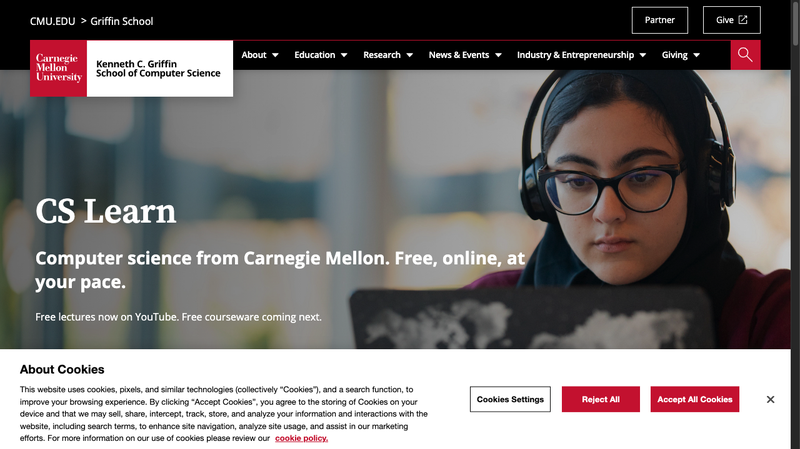 CMU.EDU > Griffin School
Partner
Give
Carnegie
Mellon
University
Kenneth C. Griffin
School of Computer Science
About
Education
Research
News & Events
Industry & Entrepreneurship
Giving
CS Learn
Computer science from Carnegie Mellon. Free, online, at
your pace.
Free lectures now on YouTube. Free courseware coming next.
About Cookies
This website uses cookies, pixels, and similar technologies (collectively “Cookies”), and a search function, to
improve your browsing experience. By clicking “Accept Cookies”, you agree to the storing of Cookies on your
device and that we may sell, share, intercept, track, store, and analyze your information and interactions with the
website, including search terms, to enhance site navigation, analyze site usage, and assist in our marketing
efforts. For more information on our use of cookies please review our cookie policy.
Cookies Settings
Reject All
Accept All Cookies